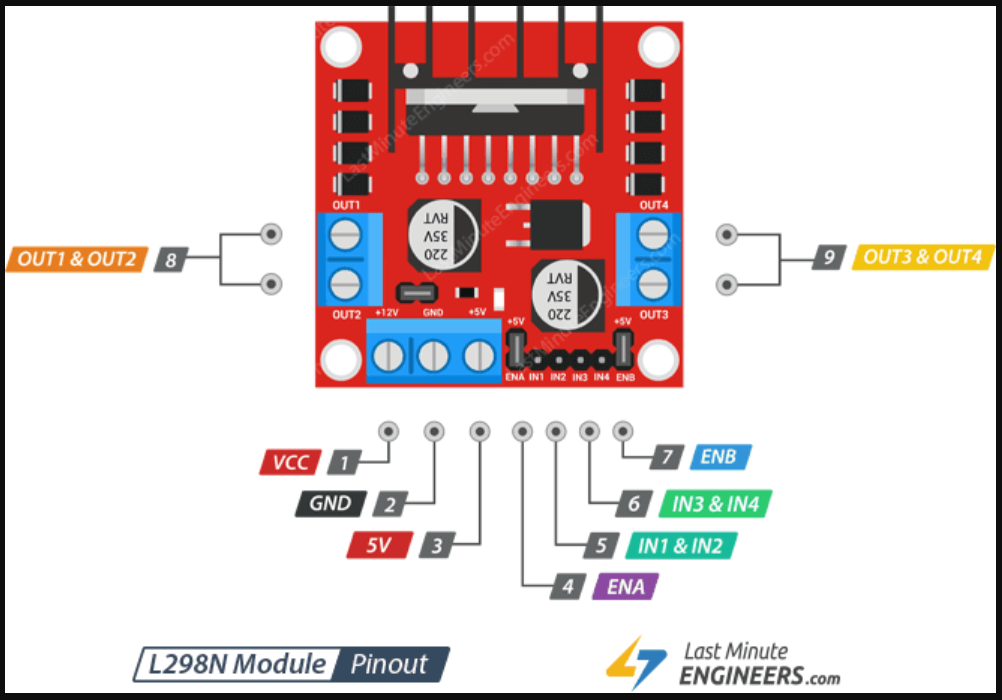 LastMinuteEngineers.com
LastMinuteEngineers.com
OUT1
OUT4
220
35V
RVT
220
35V
RVT
OUT1 & OUT2
8
9
OUT3 & OUT4
OUT2
+12V
GND
+5V
+5V
+5V
OUT3
ENA
IN1
IN2
IN3
IN4
ENB
VCC
1
7
ENB
GND
2
6
IN3 & IN4
5V
3
5
IN1 & IN2
4
ENA
L298N Module
Pinout
Last Minute
ENGINEERS.com